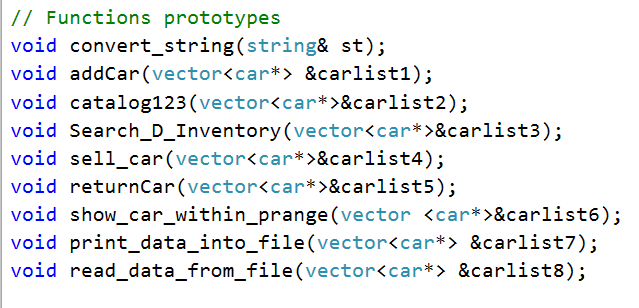 // Functions prototypes
void convert_string(string& st);
void addCar(vector<car*> &carlist1);
void catalog123(vector<car*>&carlist2);
void Search_D_Inventory(vector<car*>&carlist3);
void sell_car(vector<car*>&carlist4);
void returnCar(vector<car*>&carlist5);
void show_car_within_prange(vector <car*>&carlist6);
void print_data_into_file(vector<car*> &carlist7);
void read_data_from_file(vector<car*> &carlist8);